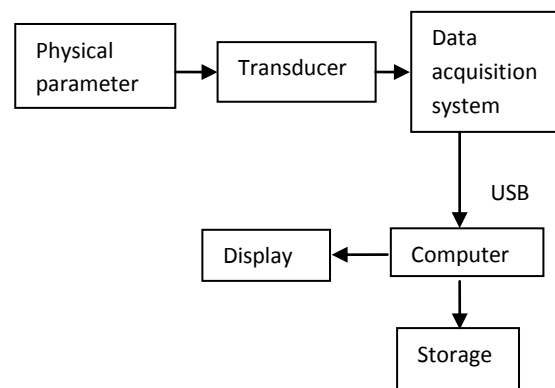 Physical
parameter
Transducer
Data
acquisition
system
USB
Display
Computer
Storage